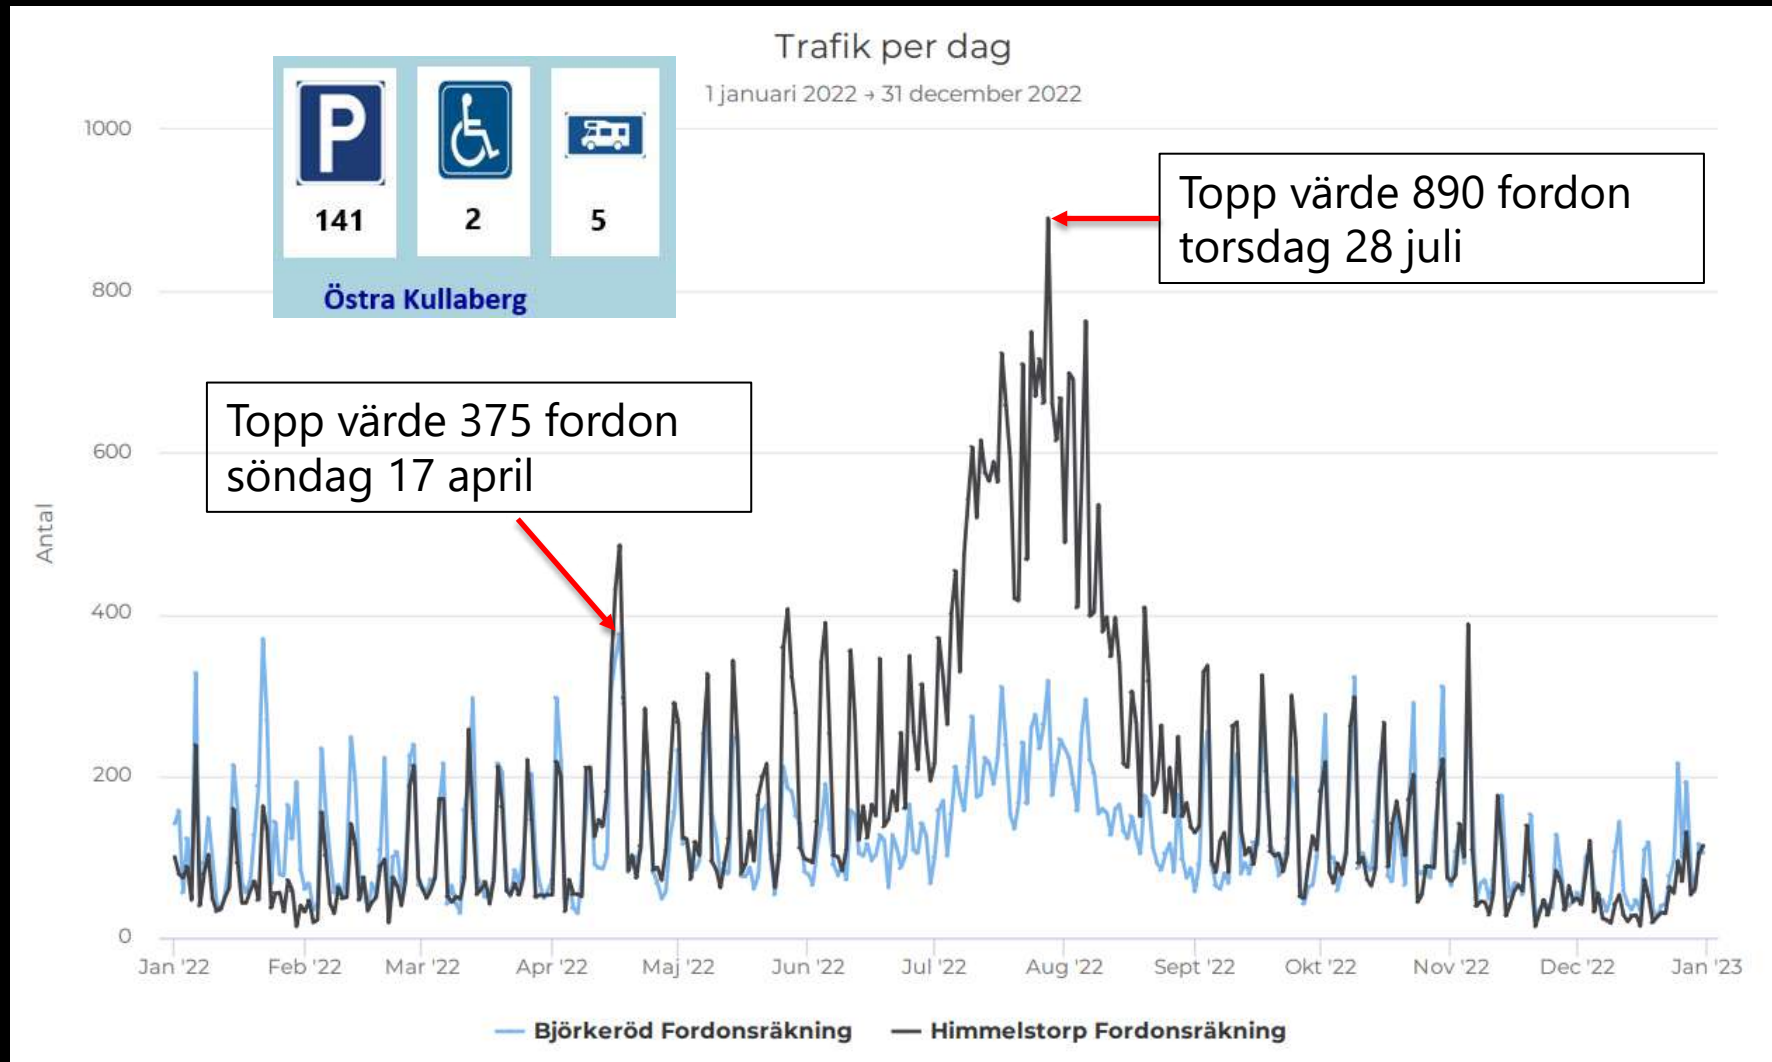 Trafik per dag
1 januari 2022 → 31 december 2022
P
141
2
5
Östra Kullaberg
Topp värde 890 fordon
torsdag 28 juli
Topp värde 375 fordon
söndag 17 april
Antal
1000
800
600
400
200
0
Jan '22 Feb '22 Mar '22 Apr '22 Maj '22 Jun '22 Jul '22 Aug '22 Sept '22 Okt '22 Nov '22 Dec '22 Jan '23
Björkeröd Fordonsräkning Himmelstorp Fordonsräkning